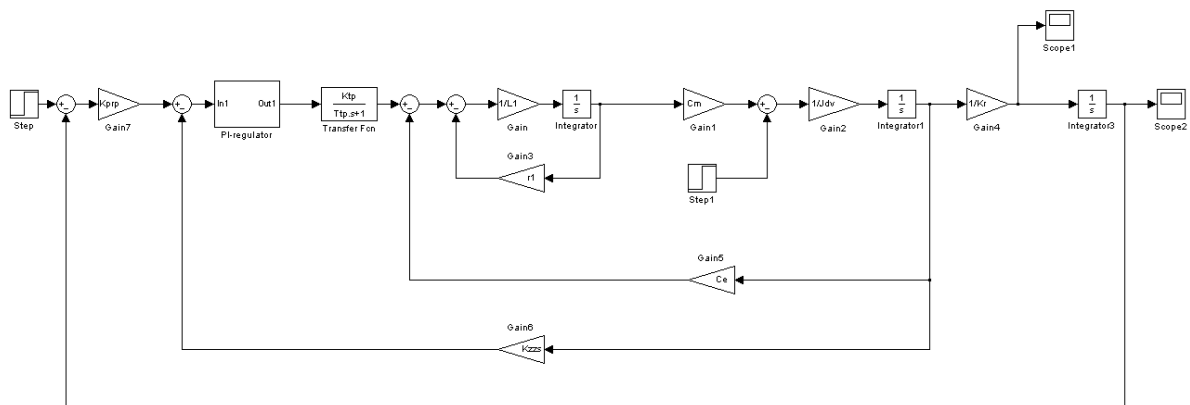 Step
+
-
Kprp
Gain7
+
-
In1
Out1
PI-regulator
Ktp
Ttp.s+1
Transfer Fcn
+
-
+
-
1/L1
Gain
1
s
Integrator
Cm
Gain1
+
-
1/Jdv
Gain2
1
s
Integrator1
1/Kr
Gain4
Scope1
1
s
Integrator3
Scope2
Gain3
r1
Step1
Gain5
Ce
Gain6
Kzzs